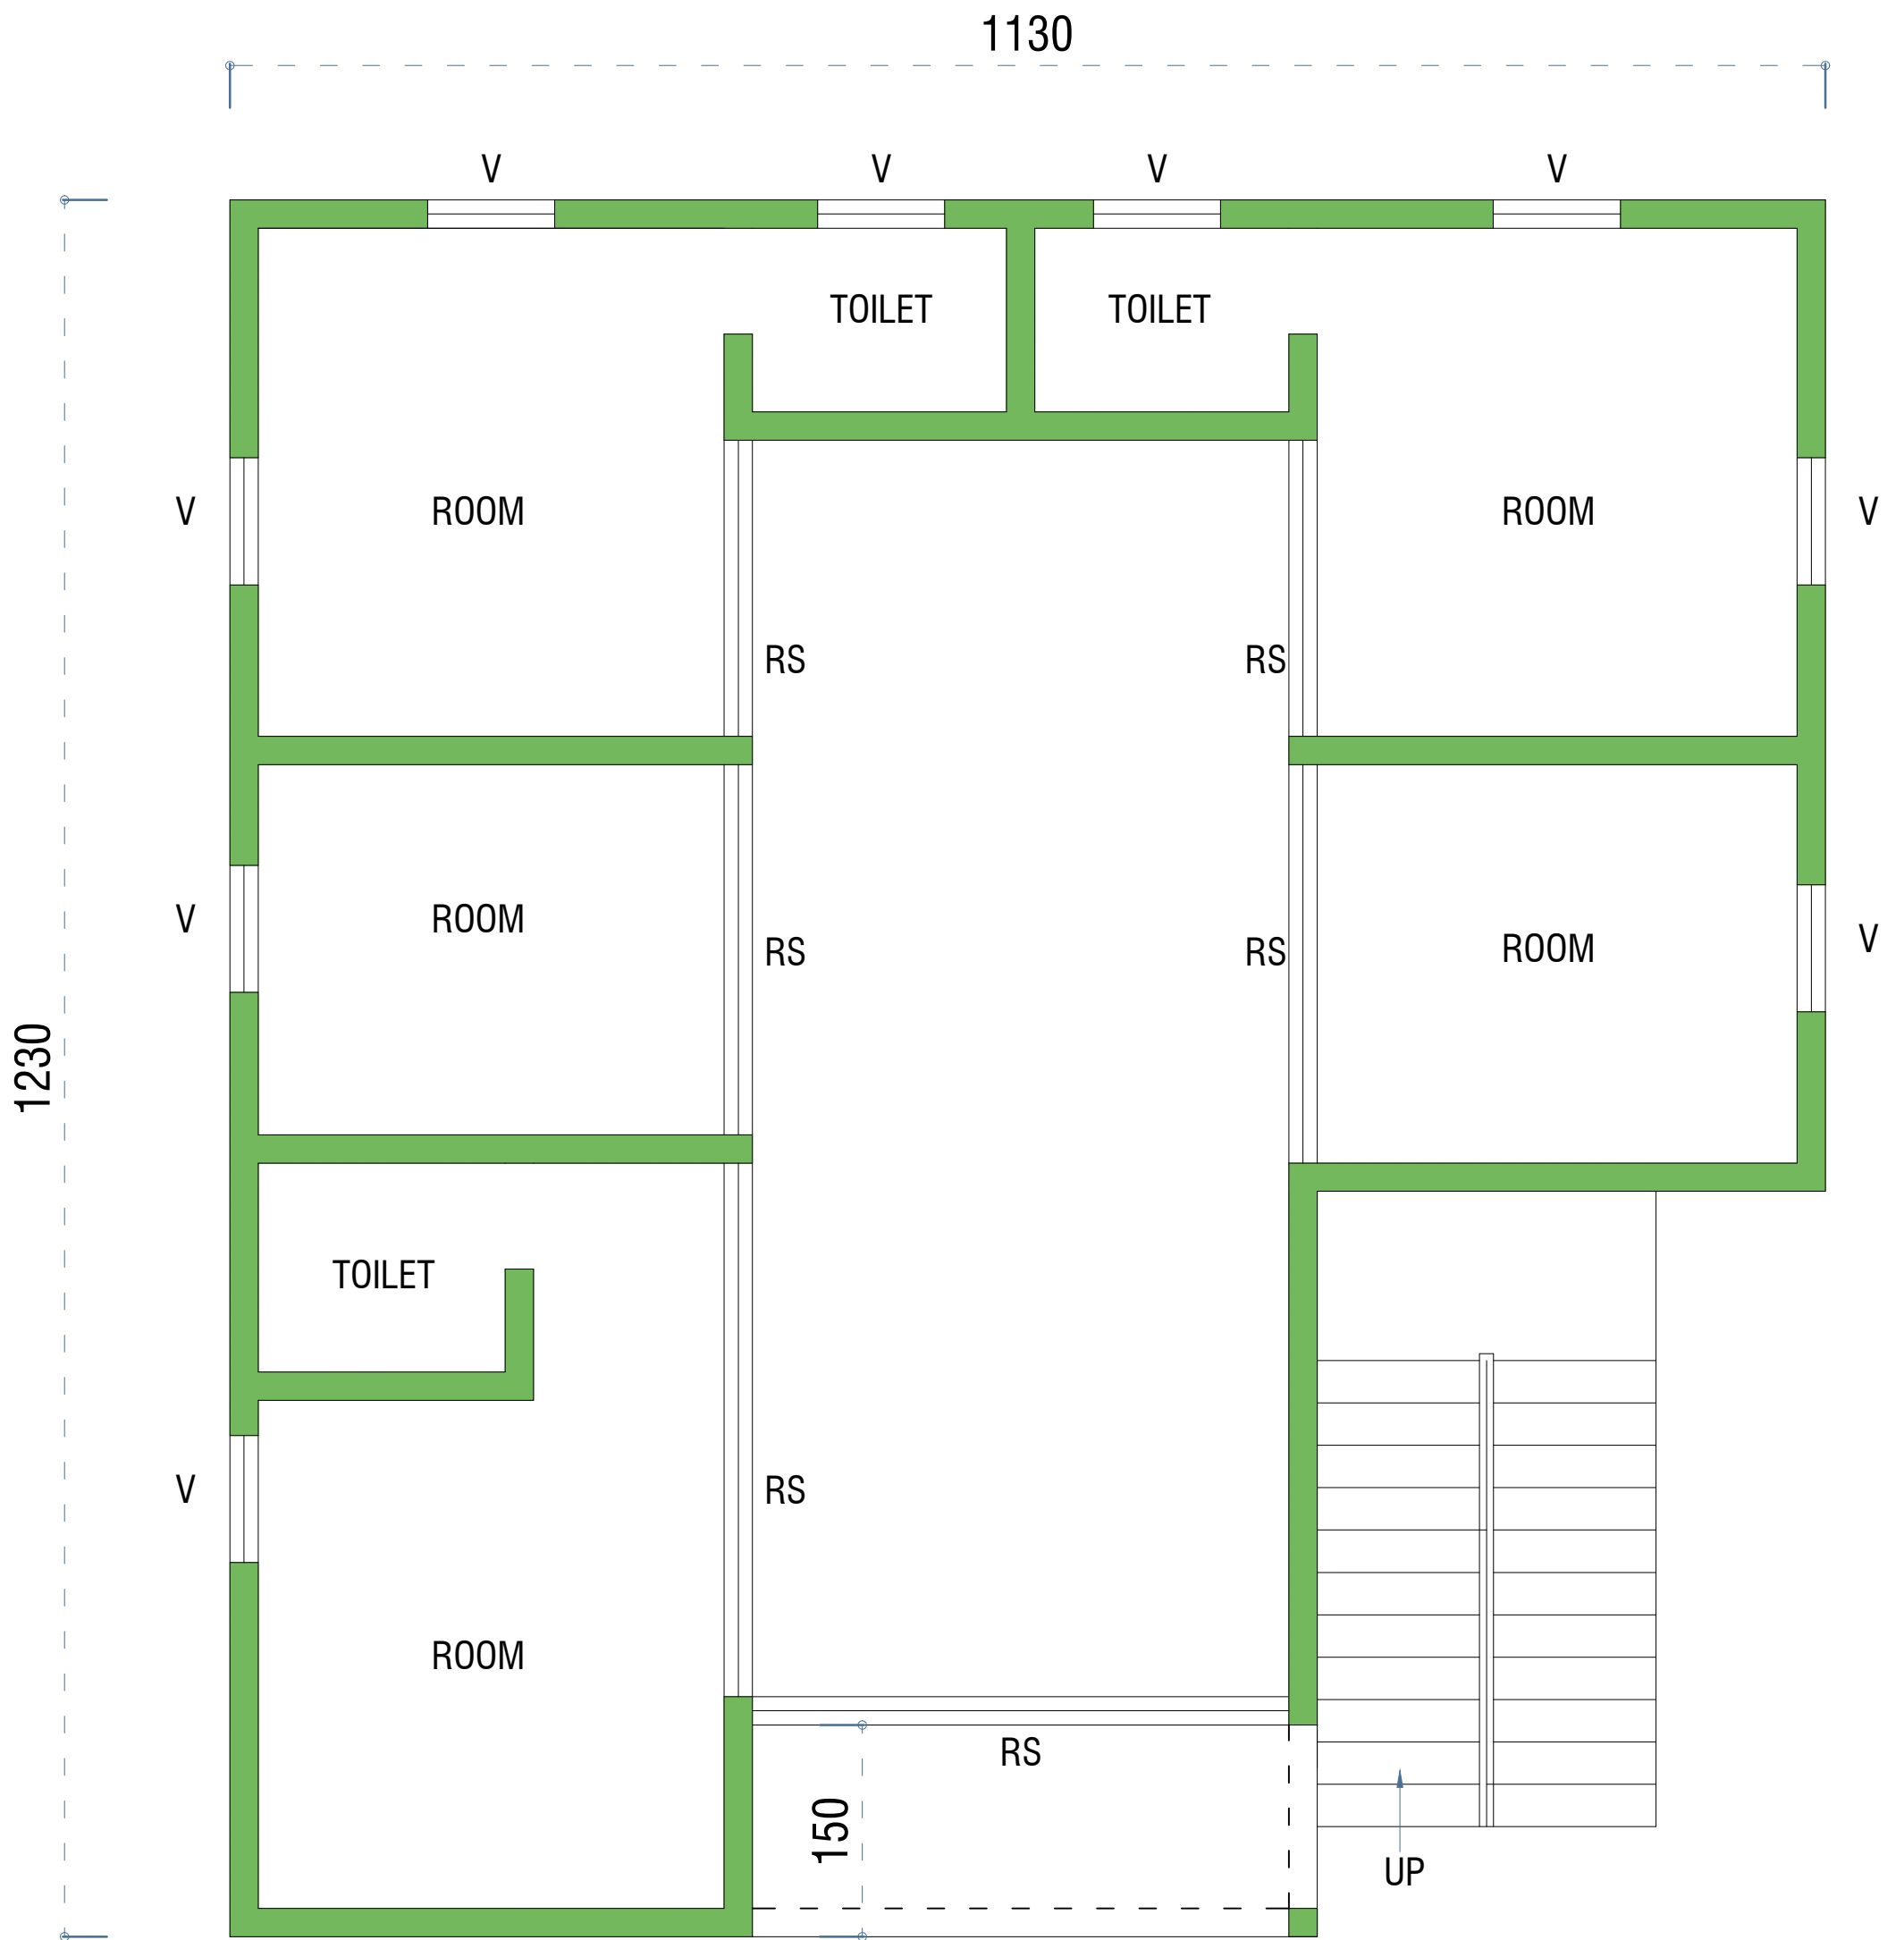 1130
V V V V
TOILET TOILET
V ROOM ROOM V
RS RS
V ROOM RS RS ROOM V
1230
TOILET
V RS
ROOM
RS
150
UP